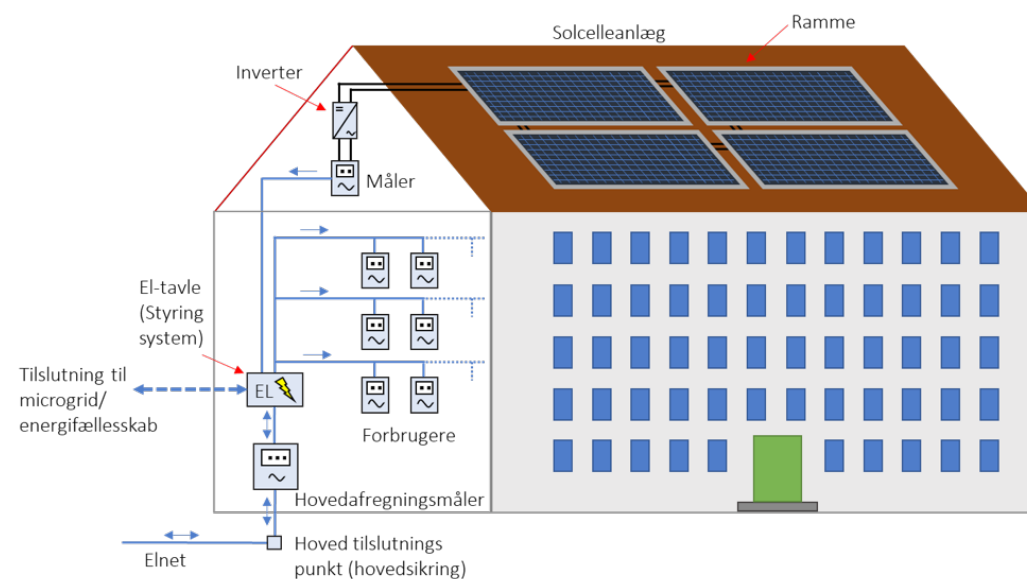 Solcelleanlæg
Ramme
Inverter
Måler
El-tavle
(Styring
system)
Tilslutning til
microgrid/
energifællesskab
EL
Forbrugere
Hovedafregningsmåler
Elnet
Hoved tilslutnings
punkt (hovedsikring)